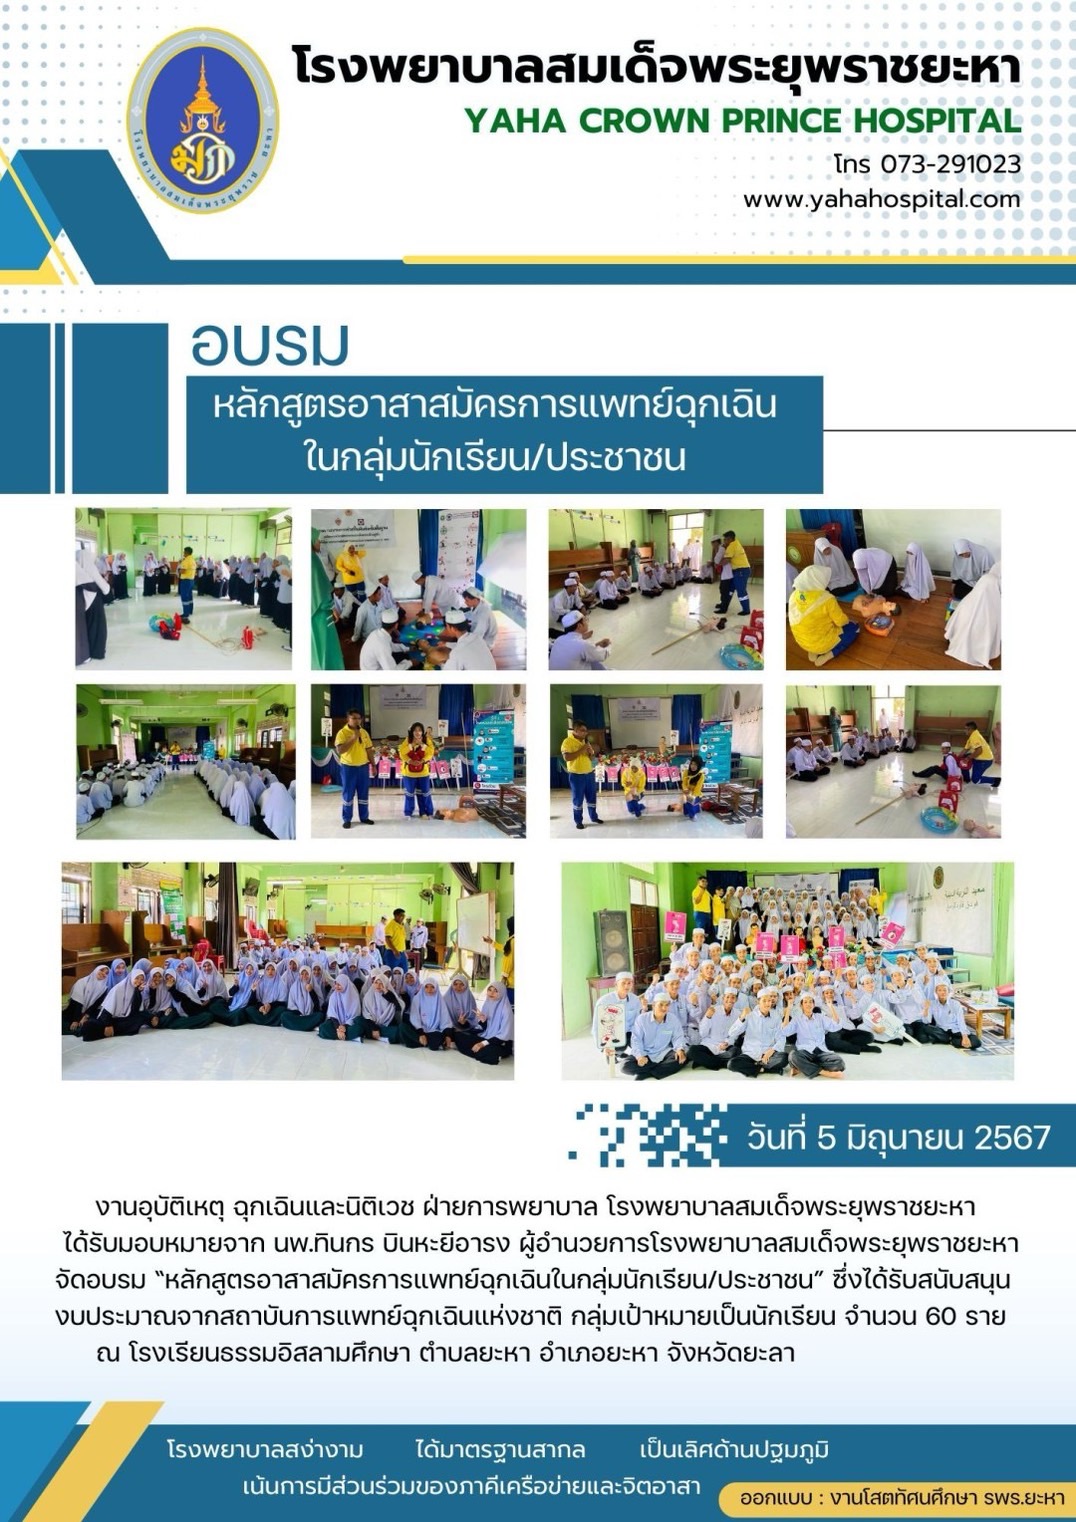 โรงพยาบาลสมเด็จพระยุพราชยะหา
YAHA CROWN PRINCE HOSPITAL
โทร 073-291023
www.yahahospital.com
อบรม
หลักสูตรอาสาสมัครการแพทย์ฉุกเฉิน
ในกลุ่มนักเรียน/ประชาชน
วันที่ 5 มิถุนายน 2567
งานอุบัติเหตุ ฉุกเฉินและนิติเวช ฝ่ายการพยาบาล โรงพยาบาลสมเด็จพระยุพราชยะหา
ได้รับมอบหมายจาก นพ.ทินกร บินหะยีอารง ผู้อำนวยการโรงพยาบาลสมเด็จพระยุพราชยะหา
จัดอบรม “หลักสูตรอาสาสมัครการแพทย์ฉุกเฉินในกลุ่มนักเรียน/ประชาชน” ซึ่งได้รับสนับสนุน
งบประมาณจากสถาบันการแพทย์ฉุกเฉินแห่งชาติ กลุ่มเป้าหมายเป็นนักเรียน จำนวน 60 ราย
ณ โรงเรียนธรรมอิสลามศึกษา ตำบลยะหา อำเภอยะหา จังหวัดยะลา
โรงพยาบาลสง่างาม ได้มาตรฐานสากล เป็นเลิศด้านปฐมภูมิ
เน้นการมีส่วนร่วมของภาคีเครือข่ายและจิตอาสา
ออกแบบ : งานโสตทัศนศึกษา รพร.ยะหา